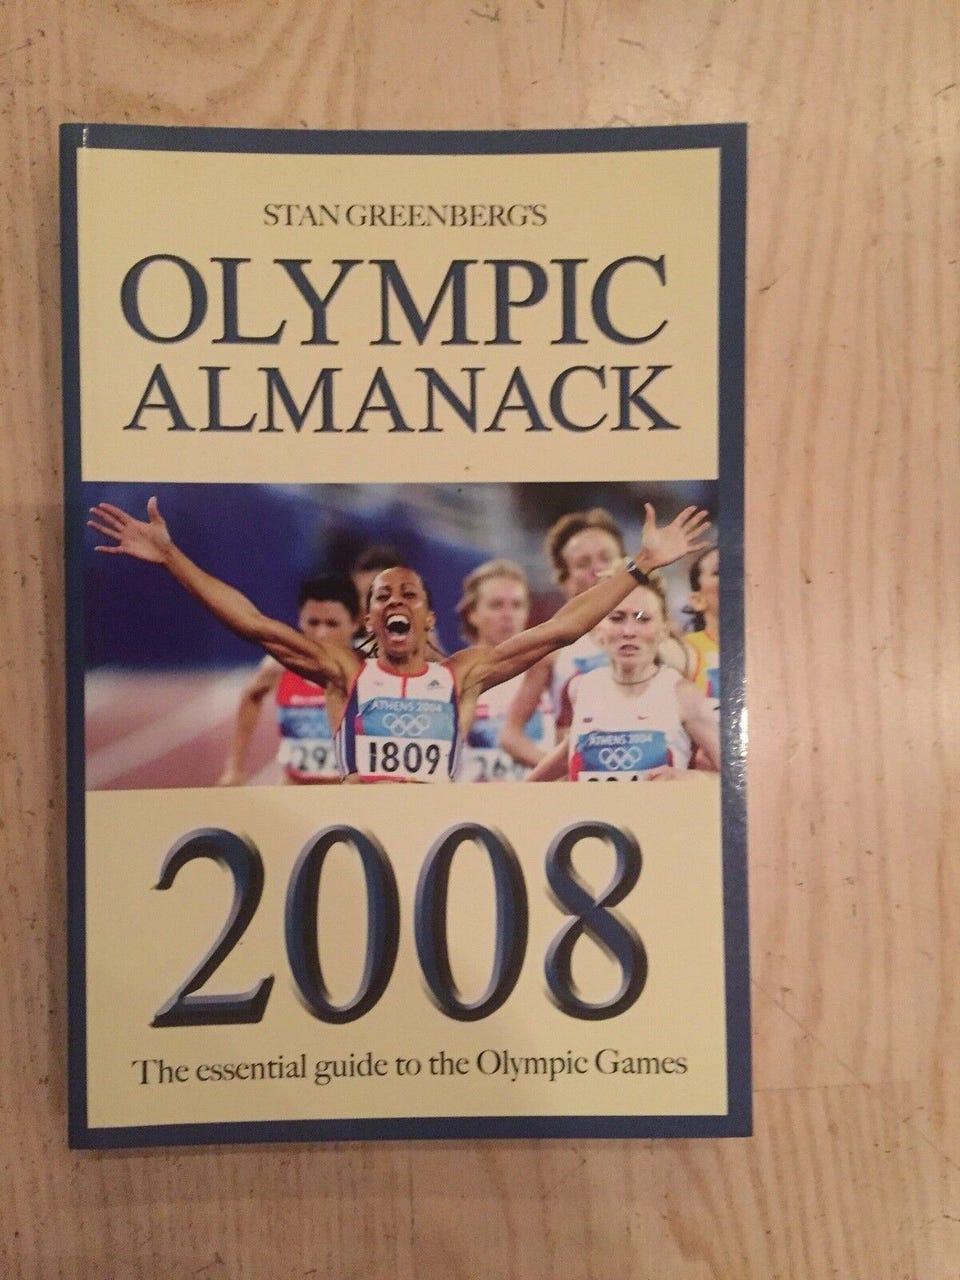 STAN GREENBERG'S
OLYMPIC
ALMANACK
ATHENS 2004
1809
ATHENS 2004
2008
The essential guide to the Olympic Games